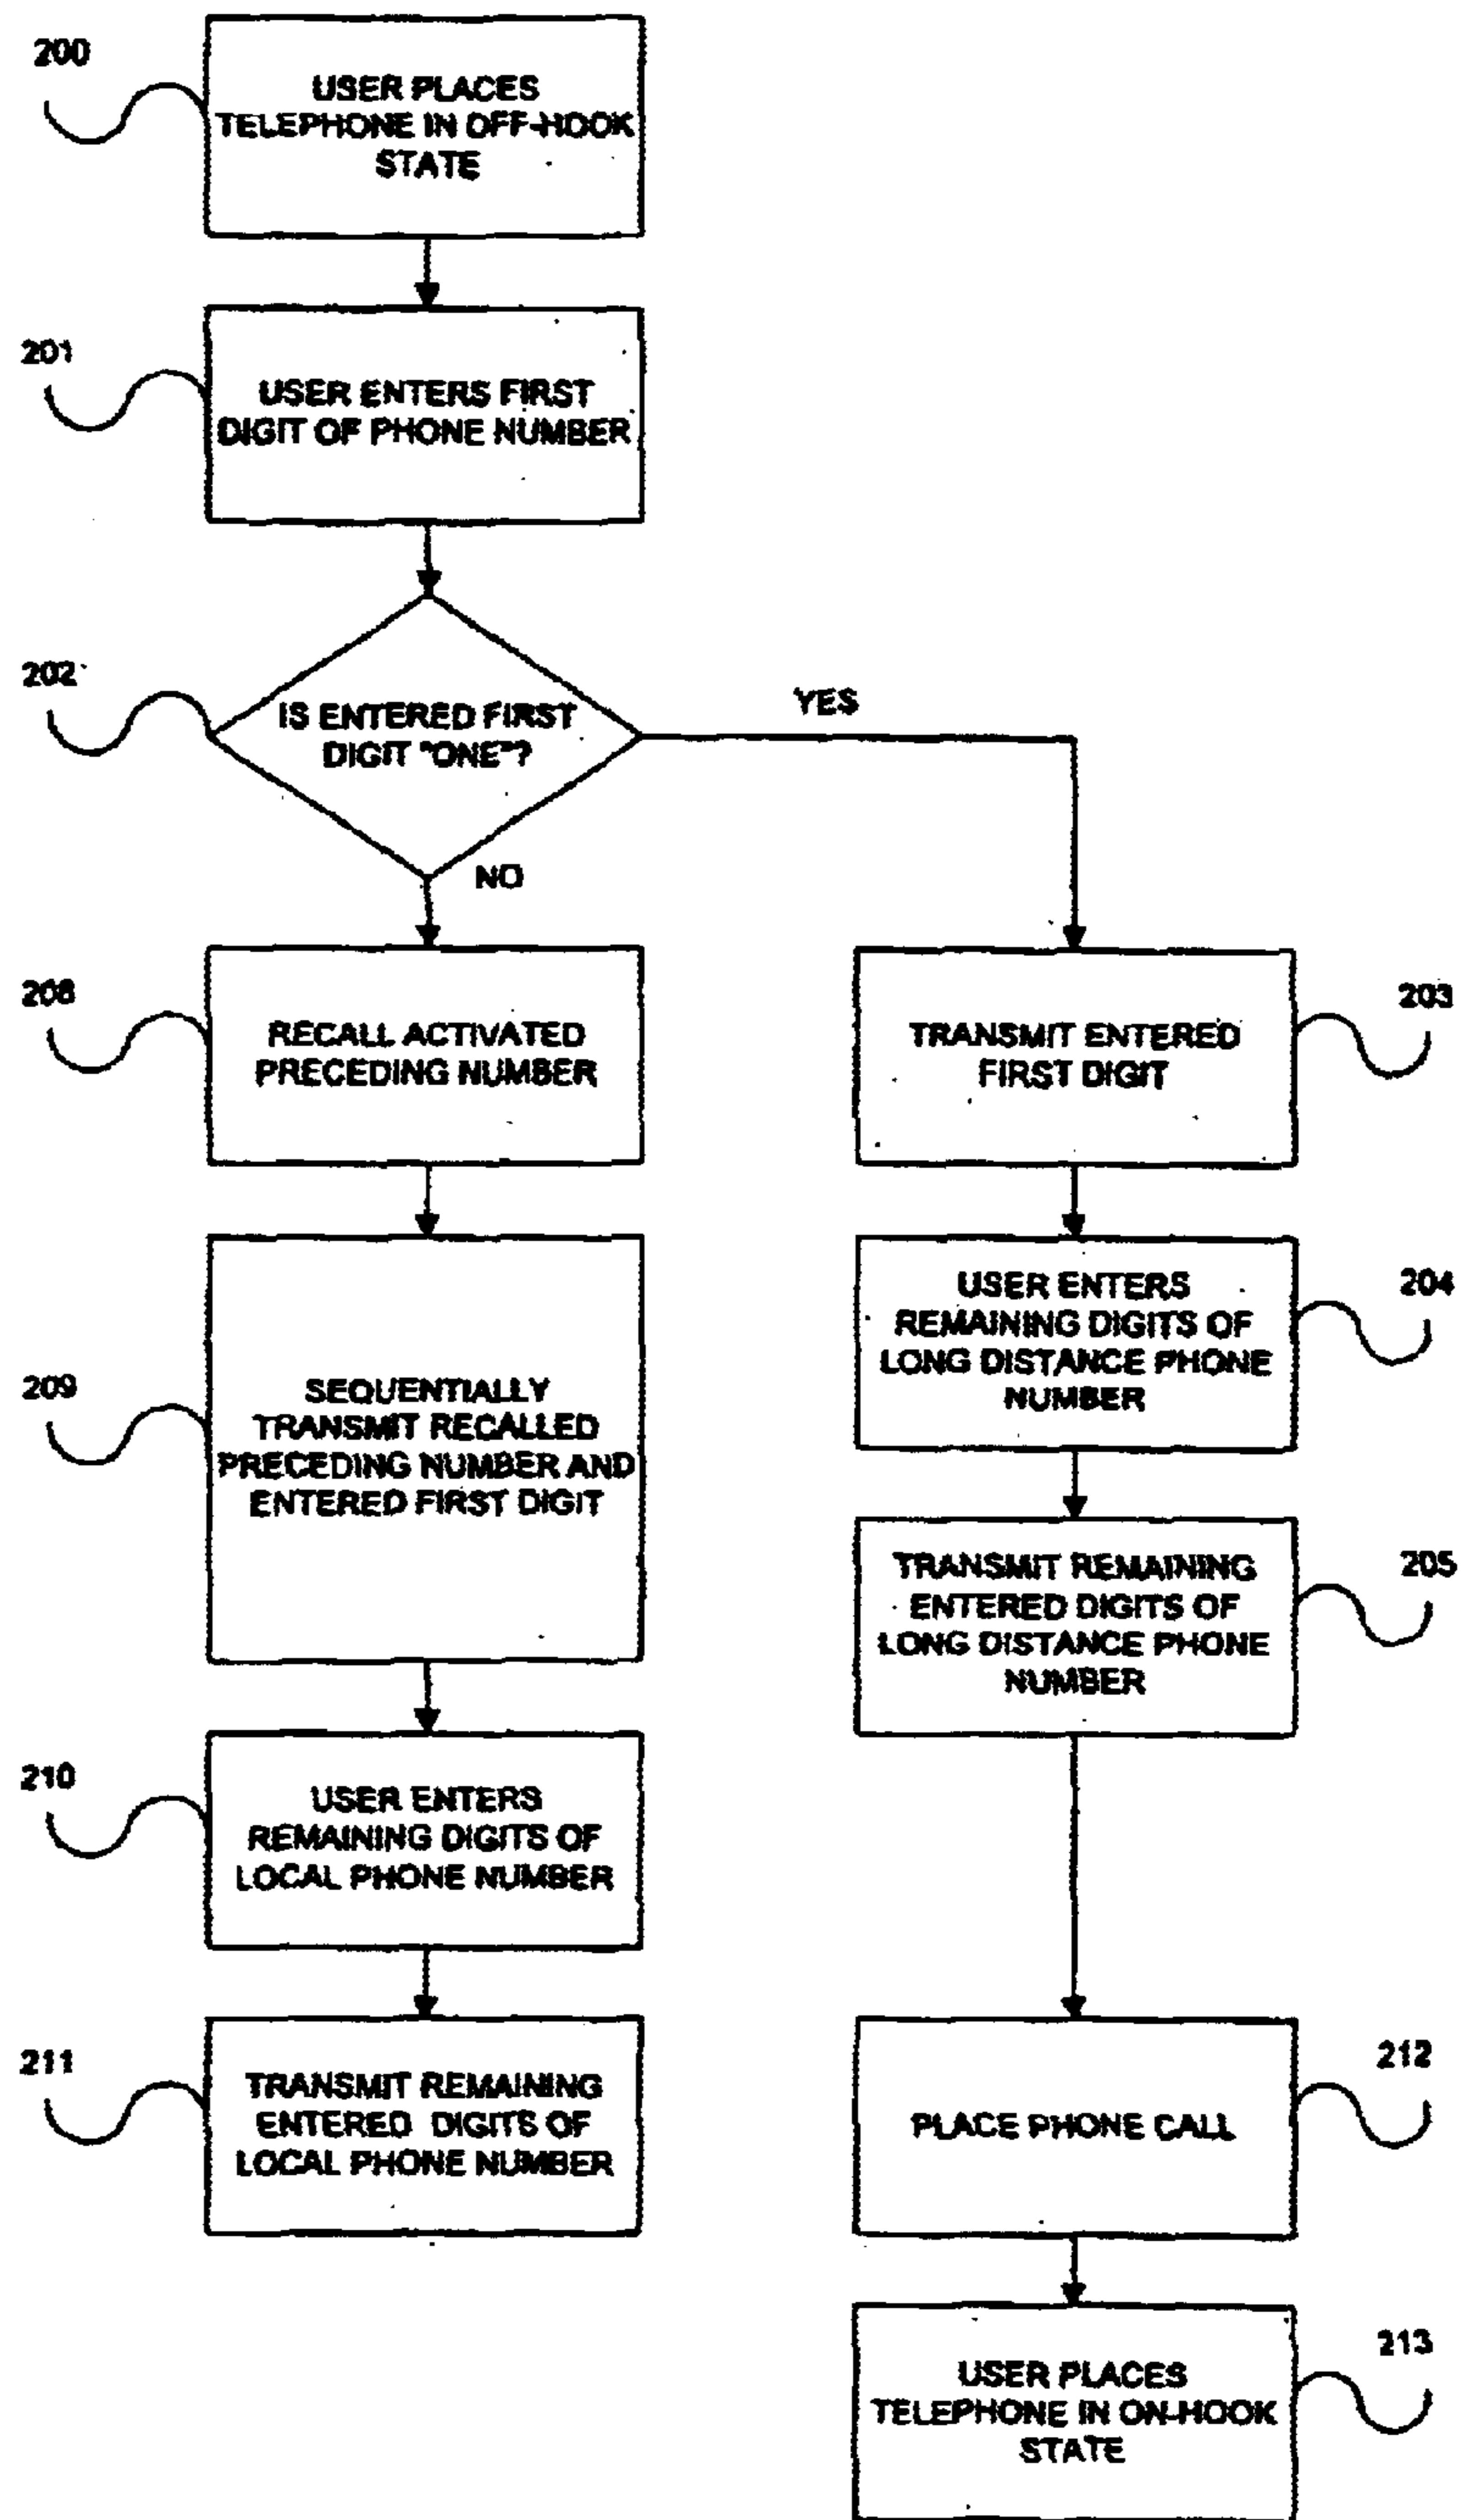 200
USER PLACES
TELEPHONE IN OFF-HOOK
STATE
201
USER ENTERS FIRST
DIGIT OF PHONE NUMBER
202
IS ENTERED FIRST
DIGIT "ONE"?
YES
NO
208
RECALL ACTIVATED
PRECEDING NUMBER
TRANSMIT ENTERED
FIRST DIGIT
203
USER ENTERS
REMAINING DIGITS OF
LONG DISTANCE PHONE
NUMBER
204
209
SEQUENTIALLY
TRANSMIT RECALLED
PRECEDING NUMBER AND
ENTERED FIRST DIGIT
TRANSMIT REMAINING
ENTERED DIGITS OF
LONG DISTANCE PHONE
NUMBER
205
210
USER ENTERS
REMAINING DIGITS OF
LOCAL PHONE NUMBER
211
TRANSMIT REMAINING
ENTERED DIGITS OF
LOCAL PHONE NUMBER
PLACE PHONE CALL
212
USER PLACES
TELEPHONE IN ON-HOOK
STATE
213